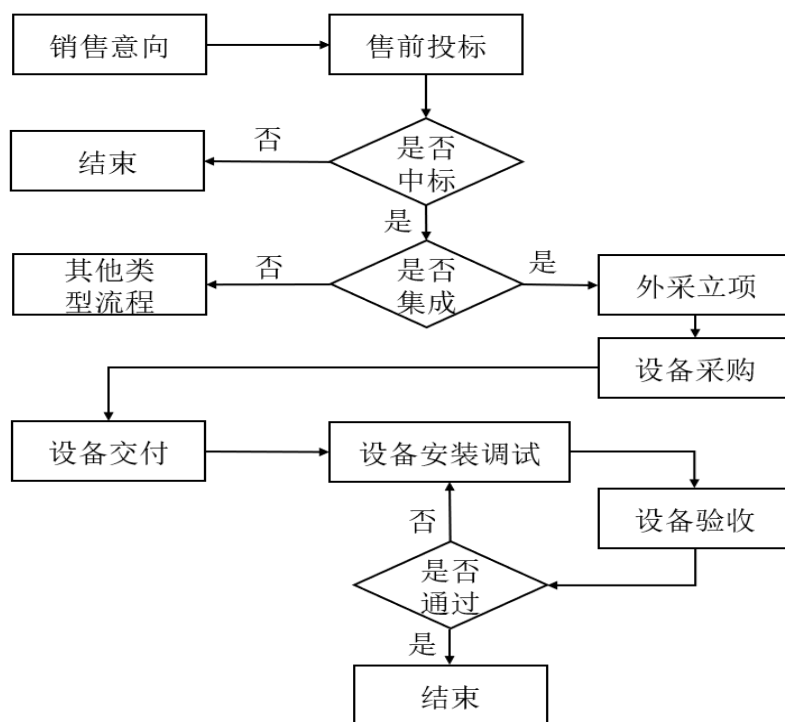 销售意向
售前投标
否
结束
是否
中标
是
其他类
型流程
否
是否
集成
是
外采立项
设备采购
设备交付
设备安装调试
设备验收
否
是否
通过
是
结束